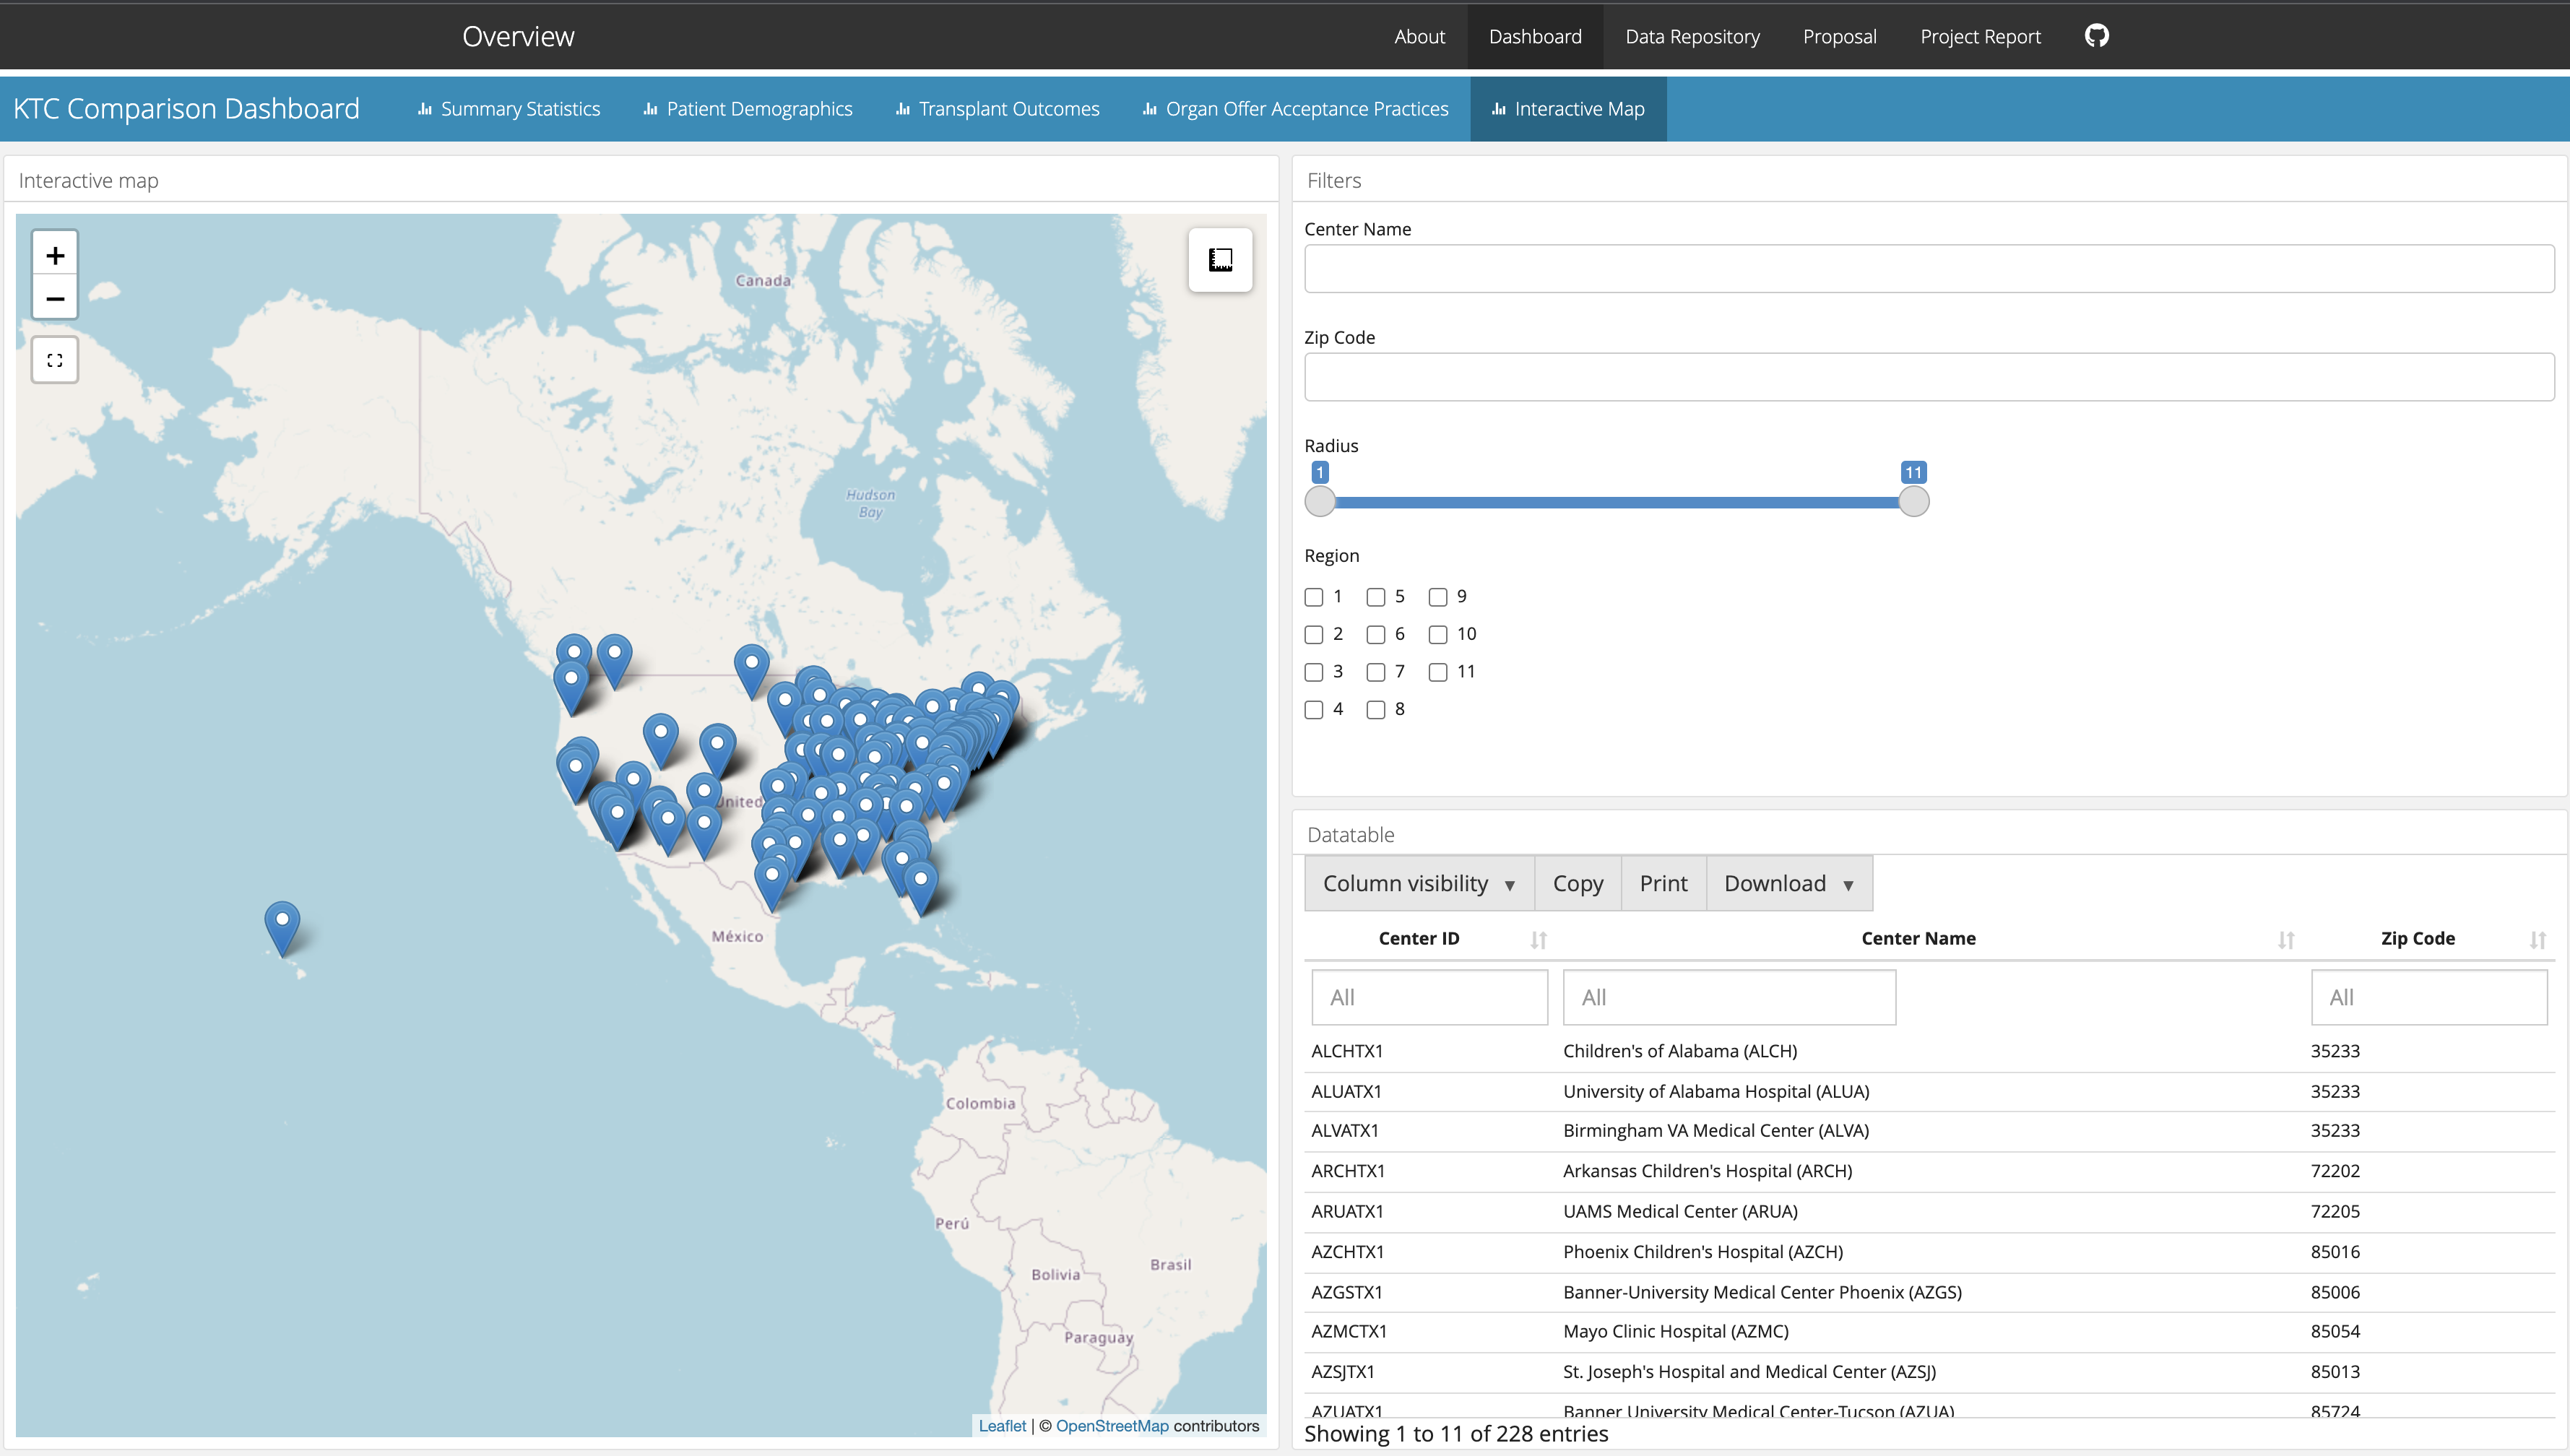 Overview
About Dashboard Data Repository Proposal Project Report
KTC Comparison Dashboard Summary Statistics Patient Demographics Transplant Outcomes Organ Offer Acceptance Practices Interactive Map
Interactive map
+
−
Canada
Hudson
Bay
United
México
Colombia
Perú
Brasil
Bolivia
Paraguay
Leaflet | © OpenStreetMap contributors
Filters
Center Name
Zip Code
Radius
1 11
Region
1 5 9
2 6 10
3 7 11
4 8
Datatable
Column visibility ▼ Copy Print Download ▼
Center ID Center Name Zip Code
All All All
ALCHTX1 Children's of Alabama (ALCH) 35233
ALUATX1 University of Alabama Hospital (ALUA) 35233
ALVATX1 Birmingham VA Medical Center (ALVA) 35233
ARCHTX1 Arkansas Children's Hospital (ARCH) 72202
ARUATX1 UAMS Medical Center (ARUA) 72205
AZCHTX1 Phoenix Children's Hospital (AZCH) 85016
AZGSTX1 Banner-University Medical Center Phoenix (AZGS) 85006
AZMCTX1 Mayo Clinic Hospital (AZMC) 85054
AZSJTX1 St. Joseph's Hospital and Medical Center (AZSJ) 85013
AZUATX1 Banner University Medical Center-Tucson (AZUA) 85724
Showing 1 to 11 of 228 entries